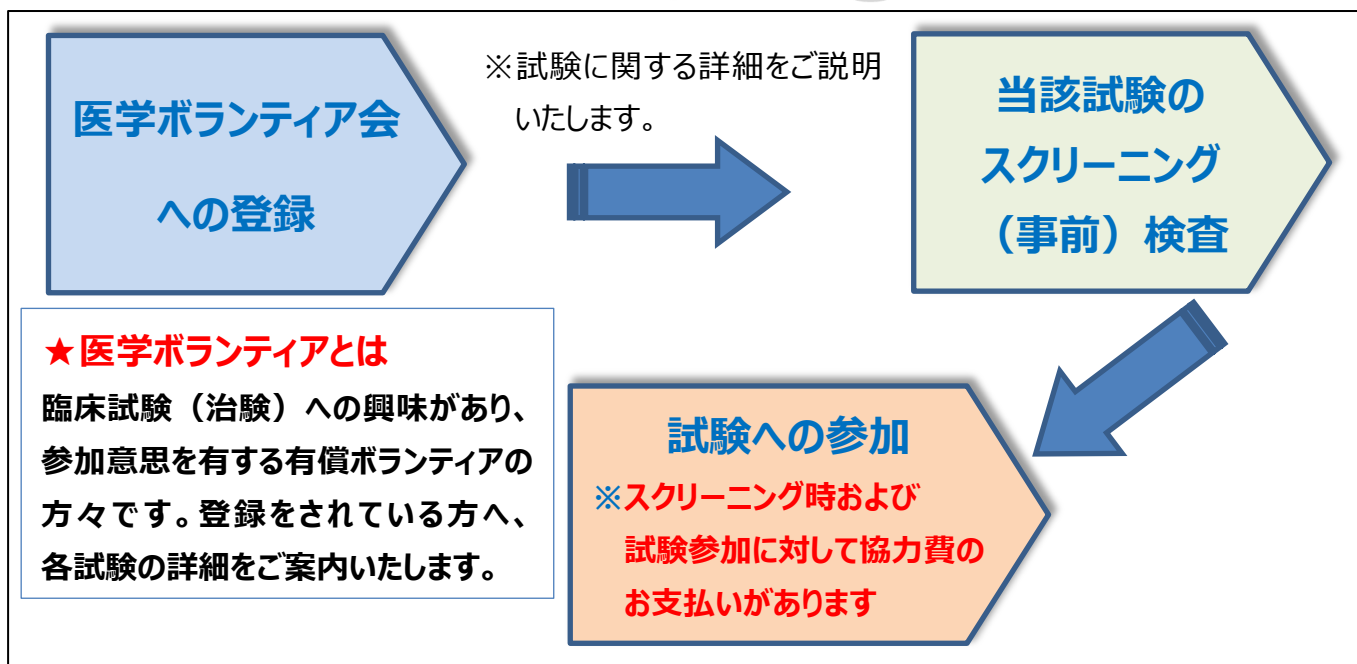 医学ボランティア会
への登録
※試験に関する詳細をご説明
いたします。
当該試験の
スクリーニング
（事前）検査
★医学ボランティアとは
臨床試験（治験）への興味があり、
参加意思を有する有償ボランティアの
方々です。登録をされている方へ、
各試験の詳細をご案内いたします。
試験への参加
※スクリーニング時および
試験参加に対して協力費の
お支払いがあります